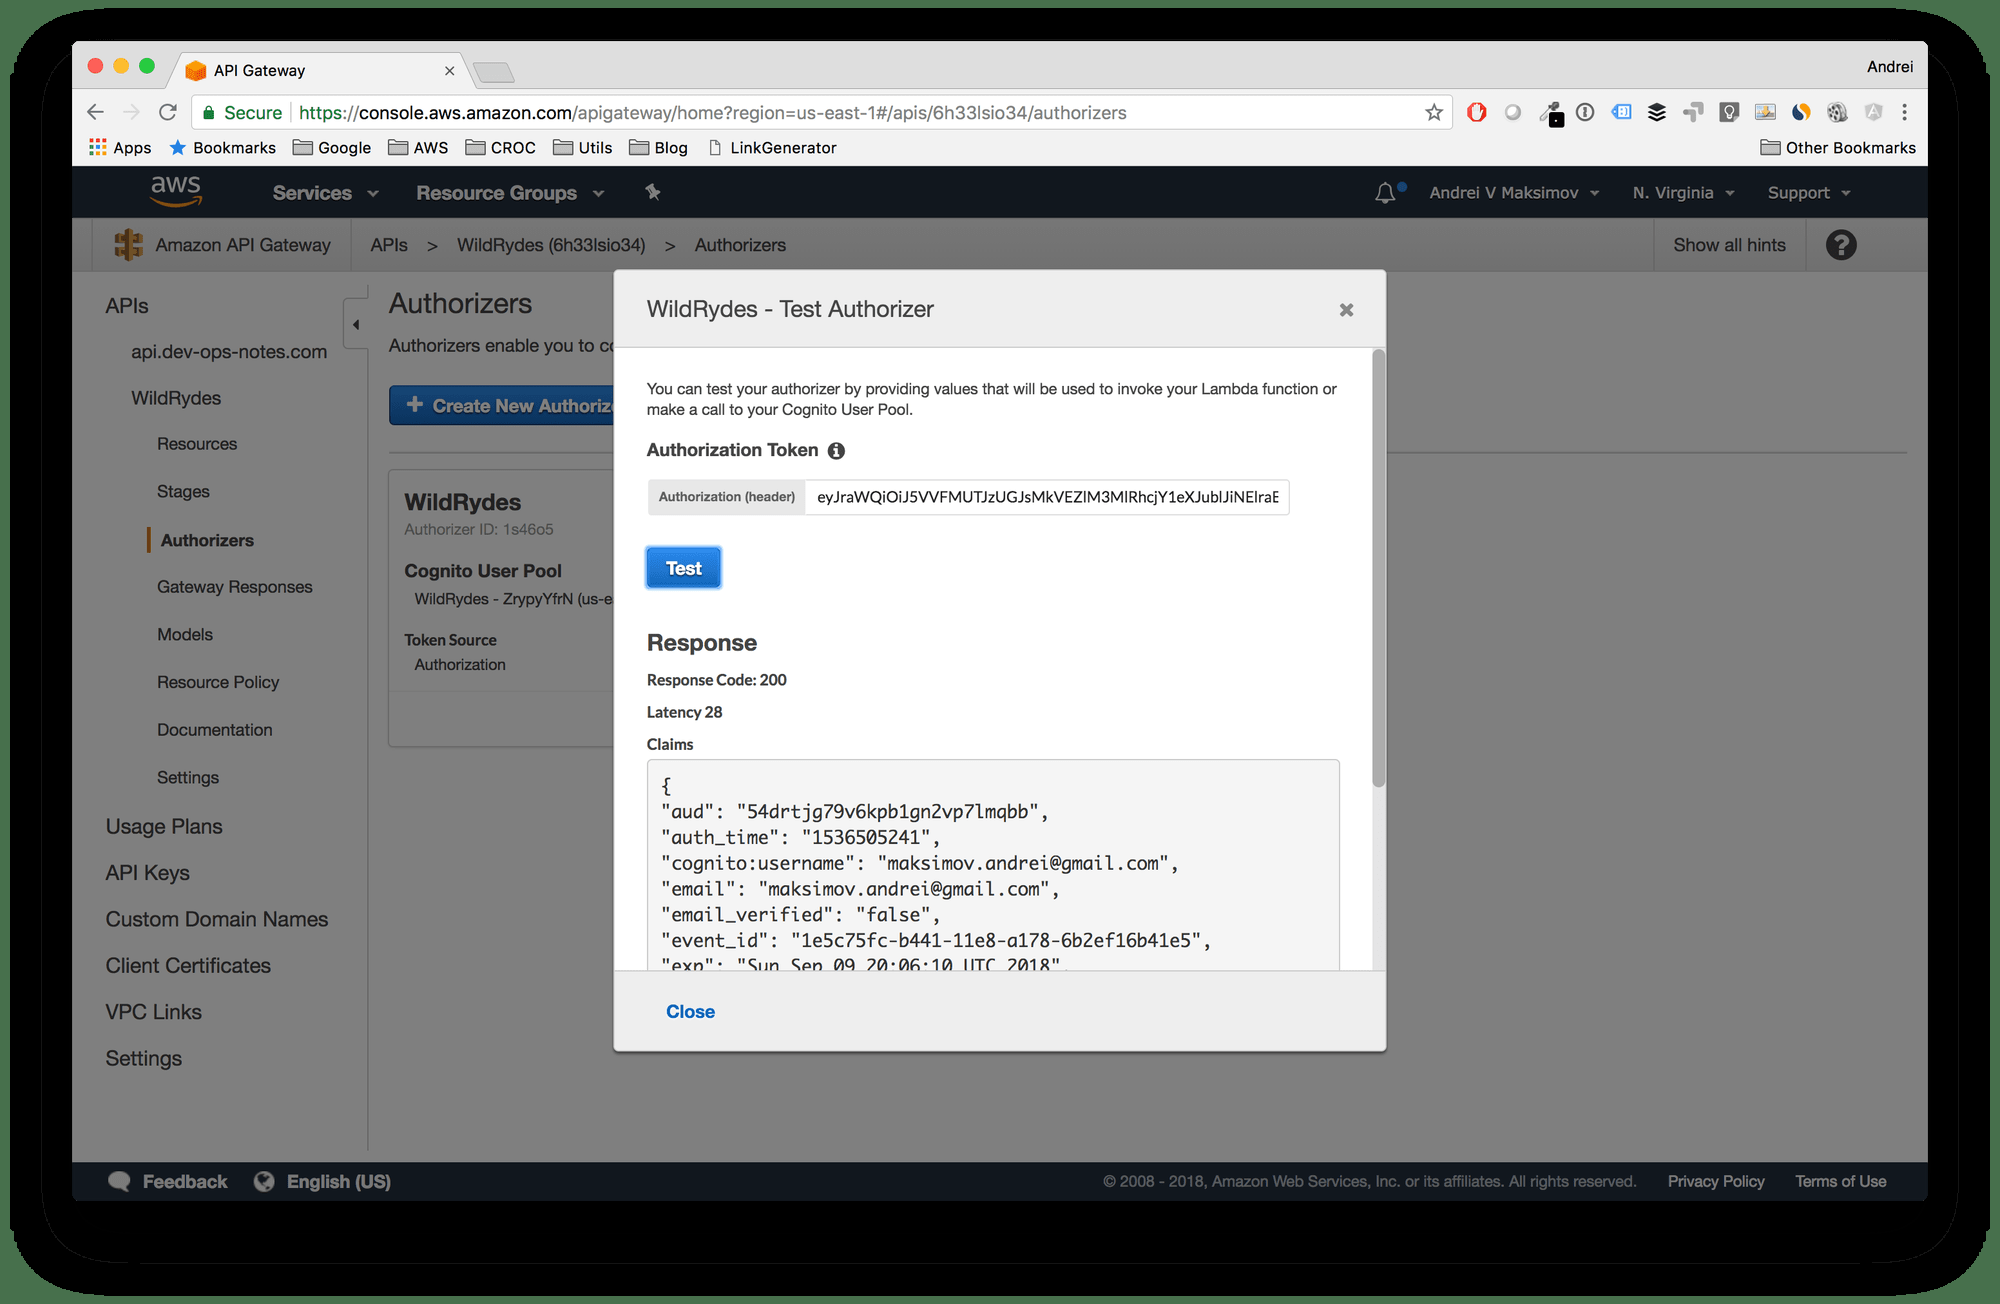 API Gateway
Andrei
Secure https://console.aws.amazon.com/apigateway/home?region=us-east-1#/apis/6h33lsio34/authorizers
Apps Bookmarks Google AWS CROC Utils Blog LinkGenerator Other Bookmarks
aws Services Resource Groups Andrei V Maksimov N. Virginia Support
Amazon API Gateway APIs > WildRydes (6h33lsio34) > Authorizers Show all hints ?
APIs
api.dev-ops-notes.com
WildRydes
Resources
Stages
Authorizers
Gateway Responses
Models
Resource Policy
Documentation
Settings
Usage Plans
API Keys
Custom Domain Names
Client Certificates
VPC Links
Settings
Authorizers
Authorizers enable you to co
+ Create New Authorize
WildRydes
Authorizer ID: 1s46o5
Cognito User Pool
WildRydes - ZrypyYfrN (us-ea
Token Source
Authorization
WildRydes - Test Authorizer
You can test your authorizer by providing values that will be used to invoke your Lambda function or
make a call to your Cognito User Pool.
Authorization Token
Authorization (header)
Test
Response
Response Code: 200
Latency 28
Claims
{
"aud": "54drtjg79v6kpb1gn2vp7lmqbb",
"auth_time": "1536505241",
"cognito:username": "maksimov.andrei@gmail.com",
"email": "maksimov.andrei@gmail.com",
"email_verified": "false",
"event_id": "1e5c75fc-b441-11e8-a178-6b2ef16b41e5",
"exp": "Sun Sep 09 20:06:10 UTC 2018",
Close
Feedback English (US)
© 2008 - 2018, Amazon Web Services, Inc. or its affiliates. All rights reserved. Privacy Policy Terms of Use